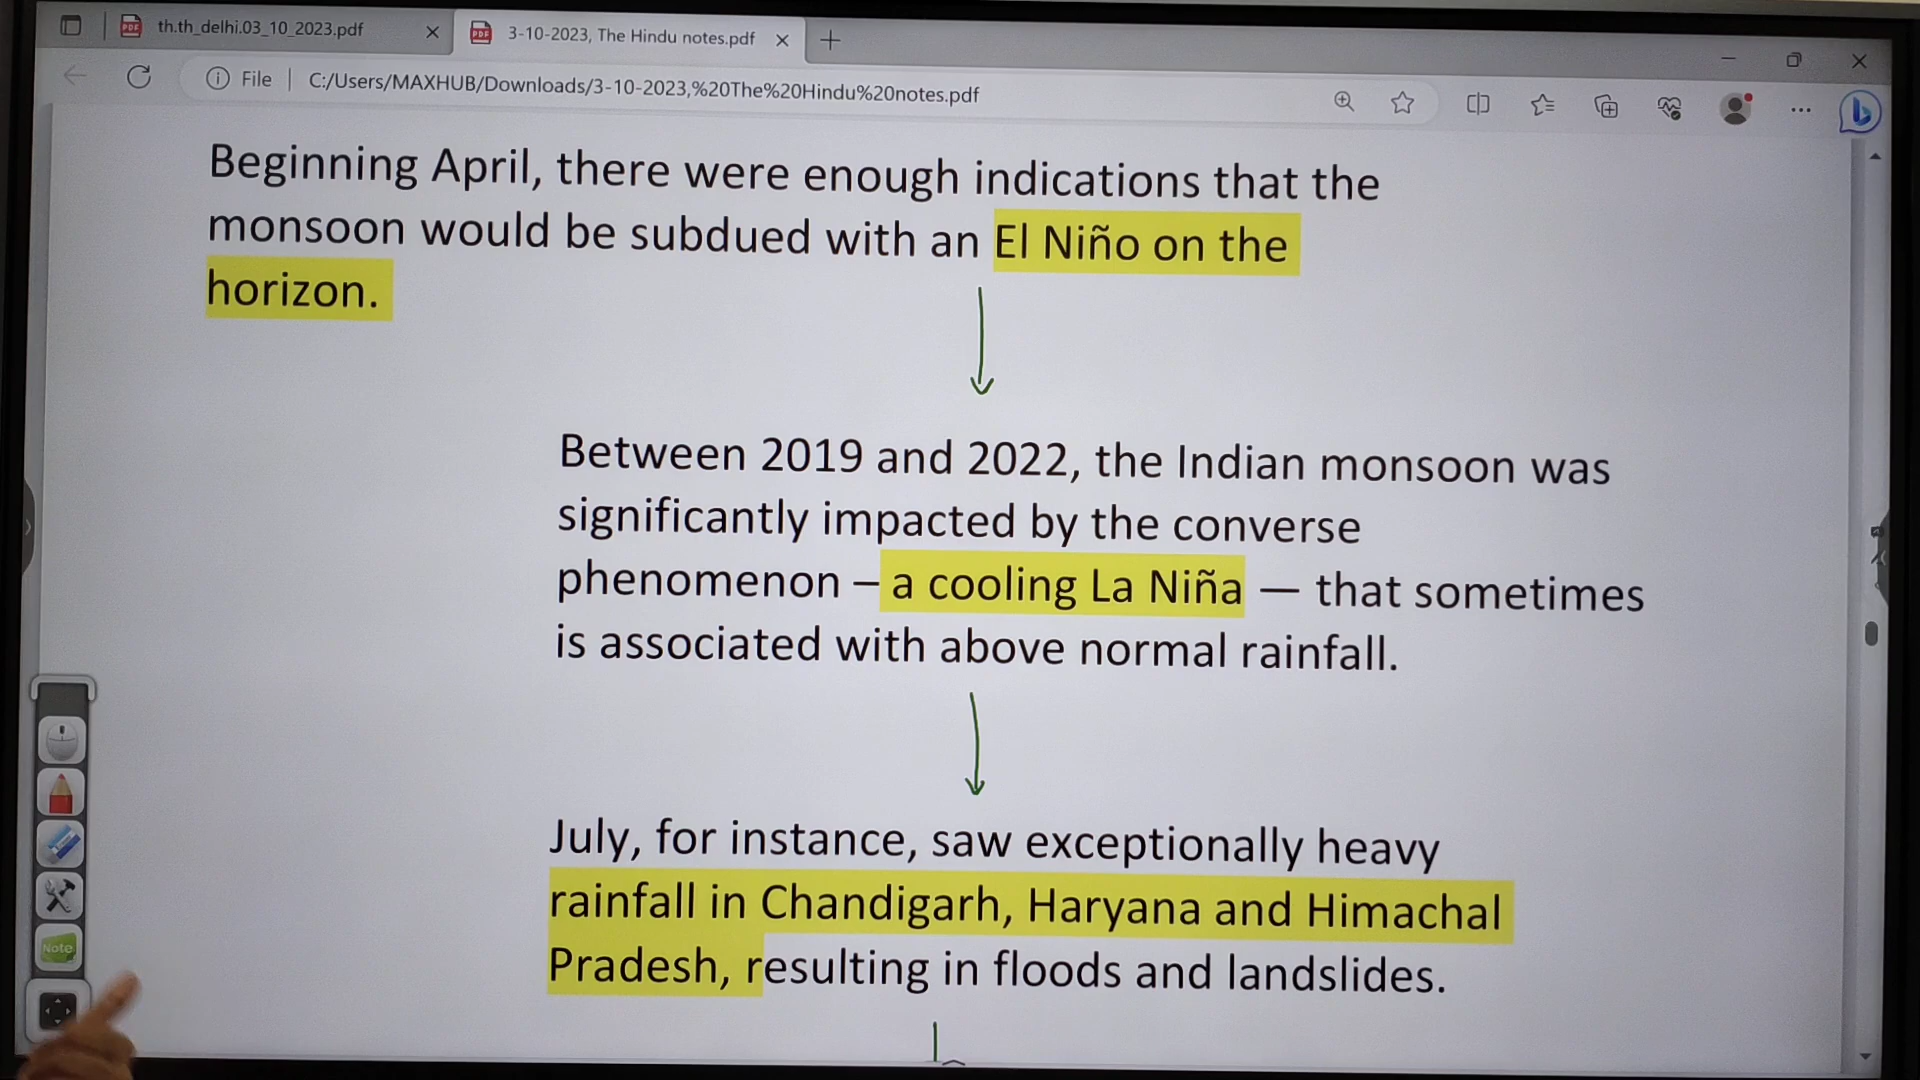 th.th_delhi.03_10_2023.pdf
3-10-2023, The Hindu notes.pdf
File
C:/Users/MAXHUB/Downloads/3-10-2023,%20The%20Hindu%20notes.pdf
Beginning April, there were enough indications that the
monsoon would be subdued with an El Niño on the
horizon.
Between 2019 and 2022, the Indian monsoon was
significantly impacted by the converse
phenomenon – a cooling La Niña — that sometimes
is associated with above normal rainfall.
July, for instance, saw exceptionally heavy
rainfall in Chandigarh, Haryana and Himachal
Pradesh, resulting in floods and landslides.
Note